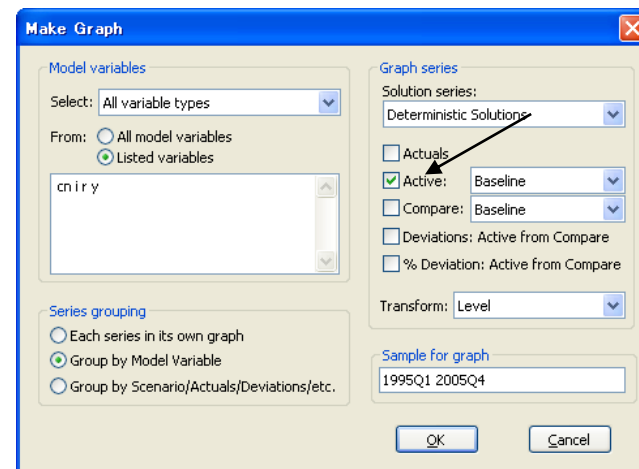 Make Graph
Model variables
Select: All variable types
From: All model variables
Listed variables
cn i r y
Series grouping
Each series in its own graph
Group by Model Variable
Group by Scenario/Actuals/Deviations/etc.
Graph series
Solution series:
Deterministic Solutions
Actuals
Active: Baseline
Compare: Baseline
Deviations: Active from Compare
% Deviation: Active from Compare
Transform: Level
Sample for graph
1995Q1 2005Q4
OK Cancel